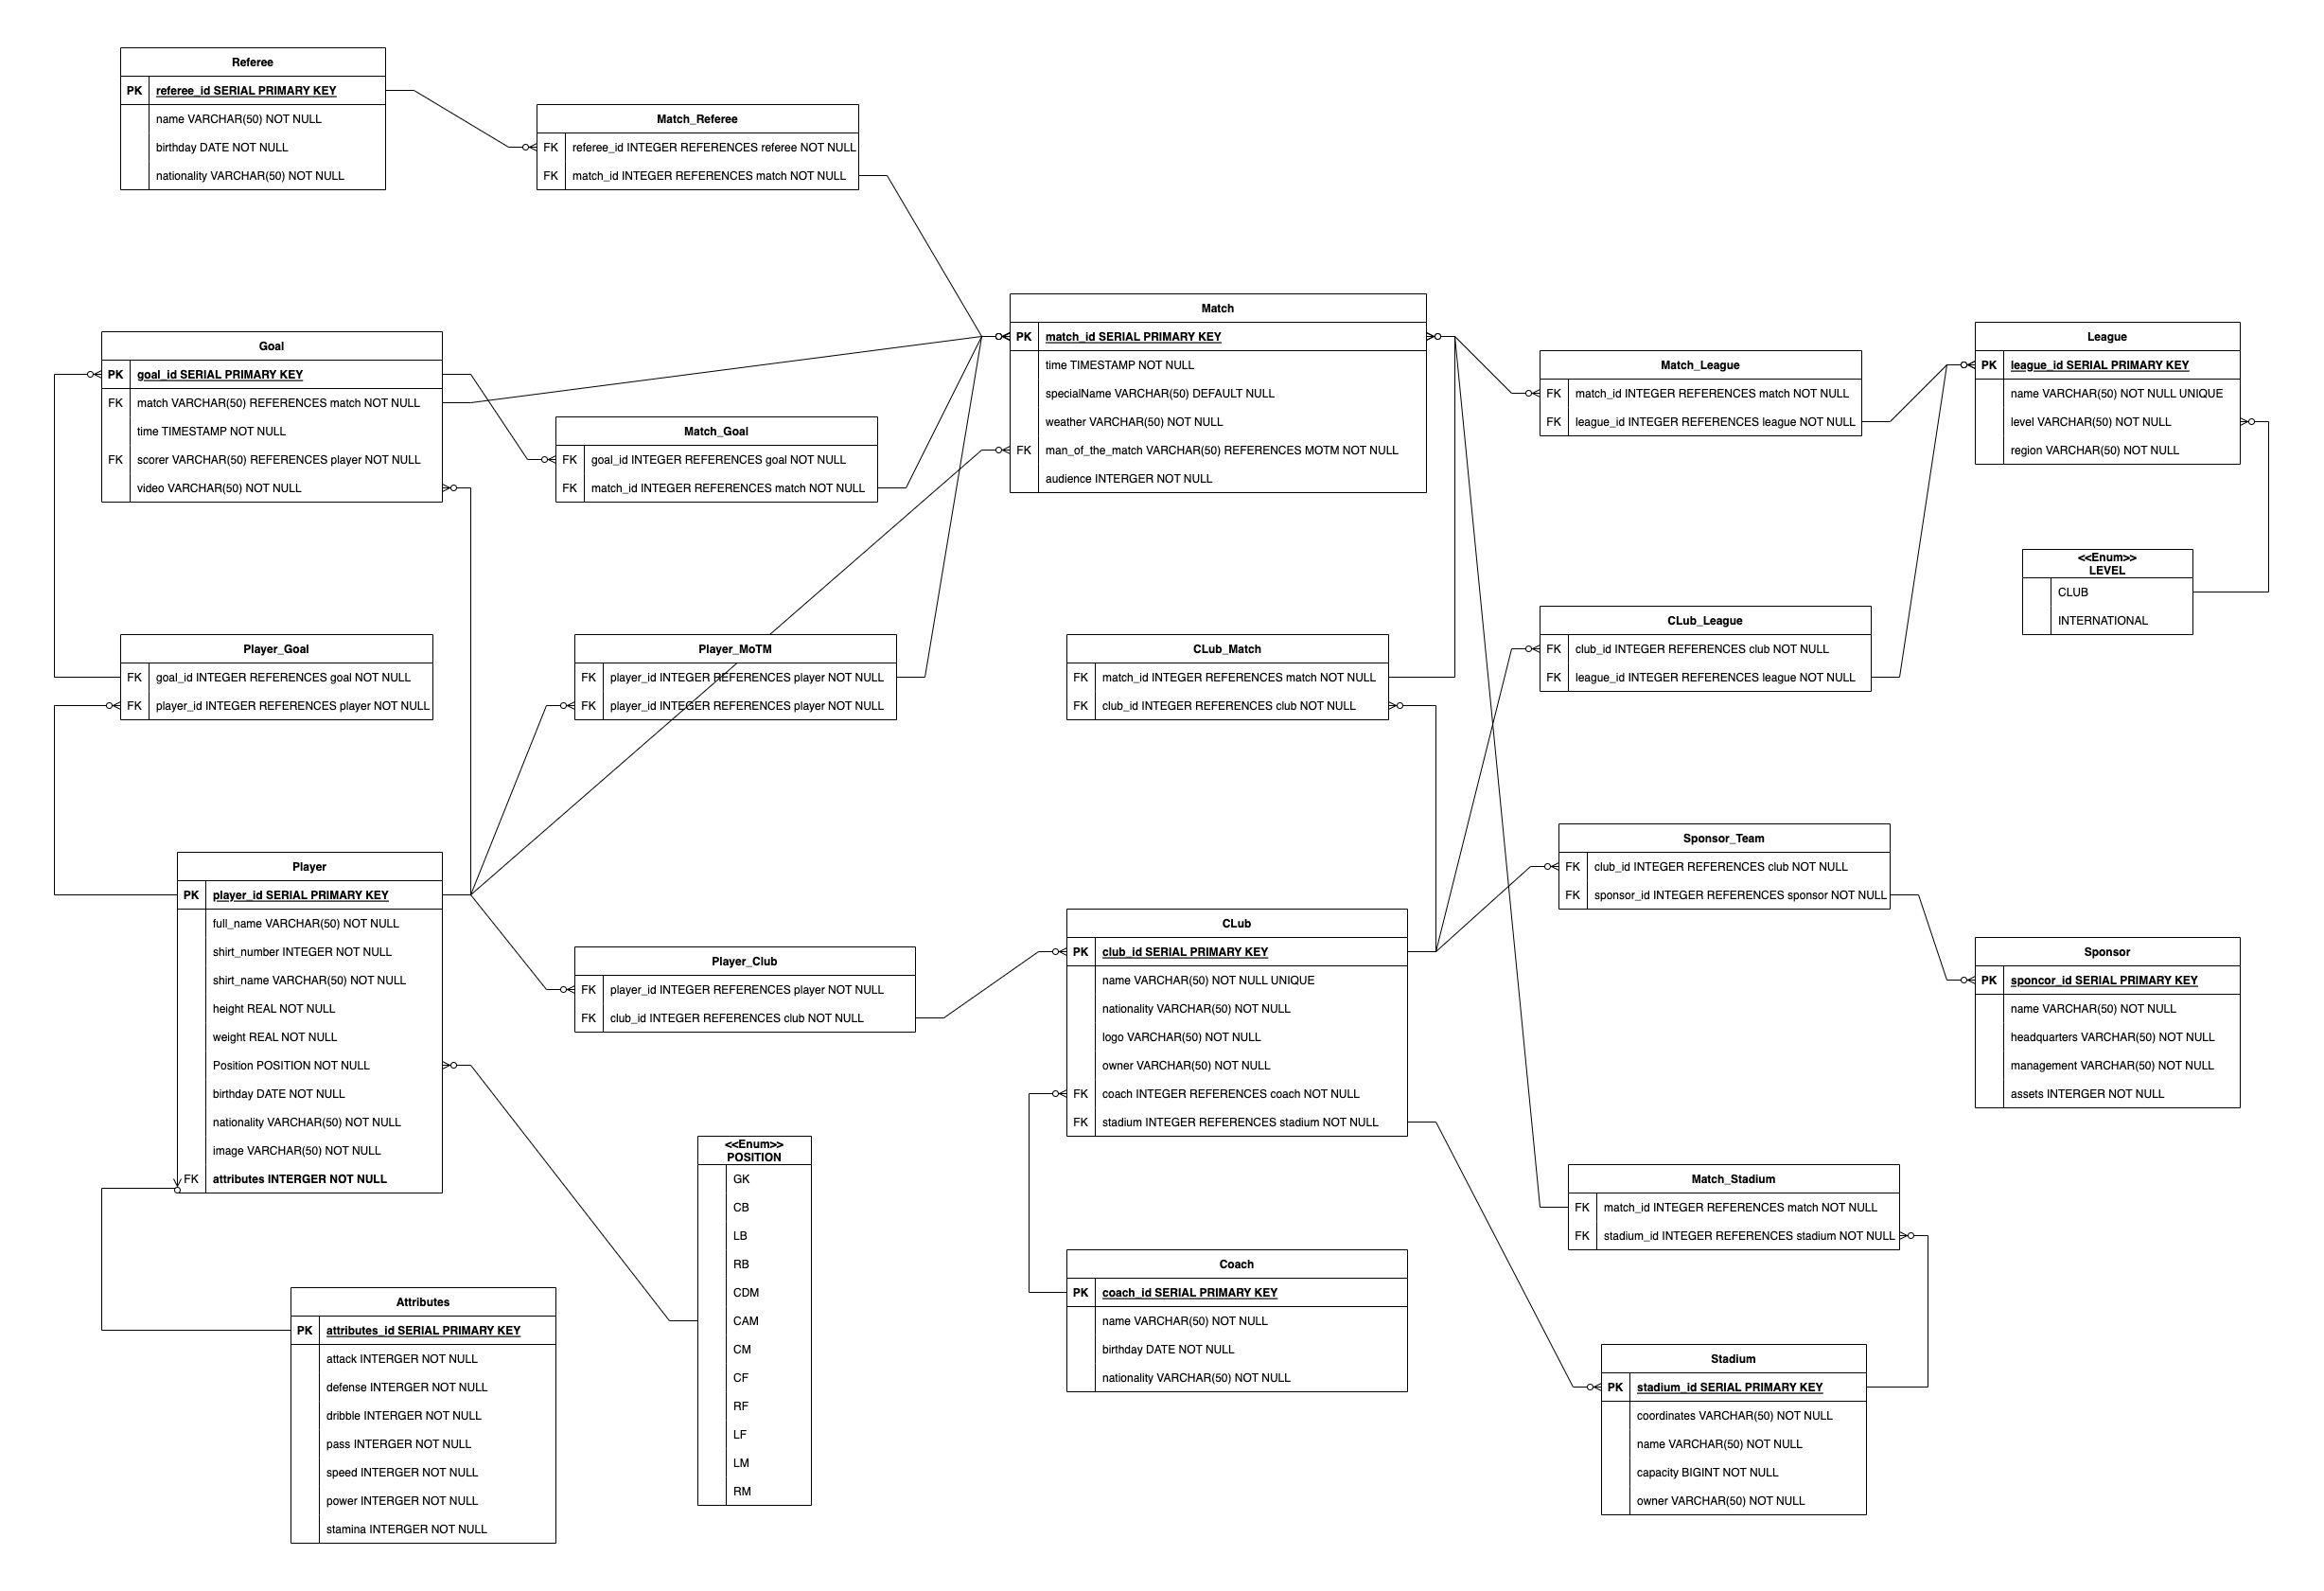 Referee
PK referee_id SERIAL PRIMARY KEY
name VARCHAR(50) NOT NULL
birthday DATE NOT NULL
nationality VARCHAR(50) NOT NULL
Match_Referee
FK referee_id INTEGER REFERENCES referee NOT NULL
FK match_id INTEGER REFERENCES match NOT NULL
Goal
PK goal_id SERIAL PRIMARY KEY
FK match VARCHAR(50) REFERENCES match NOT NULL
time TIMESTAMP NOT NULL
FK scorer VARCHAR(50) REFERENCES player NOT NULL
video VARCHAR(50) NOT NULL
Match_Goal
FK goal_id INTEGER REFERENCES goal NOT NULL
FK match_id INTEGER REFERENCES match NOT NULL
Match
PK match_id SERIAL PRIMARY KEY
time TIMESTAMP NOT NULL
specialName VARCHAR(50) DEFAULT NULL
weather VARCHAR(50) NOT NULL
FK man_of_the_match VARCHAR(50) REFERENCES MOTM NOT NULL
audience INTERGER NOT NULL
Match_League
FK match_id INTEGER REFERENCES match NOT NULL
FK league_id INTEGER REFERENCES league NOT NULL
League
PK league_id SERIAL PRIMARY KEY
name VARCHAR(50) NOT NULL UNIQUE
level VARCHAR(50) NOT NULL
region VARCHAR(50) NOT NULL
<<Enum>>
LEVEL
CLUB
INTERNATIONAL
Player_Goal
FK goal_id INTEGER REFERENCES goal NOT NULL
FK player_id INTEGER REFERENCES player NOT NULL
Player_MoTM
FK player_id INTEGER REFERENCES player NOT NULL
FK player_id INTEGER REFERENCES player NOT NULL
CLub_Match
FK match_id INTEGER REFERENCES match NOT NULL
FK club_id INTEGER REFERENCES club NOT NULL
CLub_League
FK club_id INTEGER REFERENCES club NOT NULL
FK league_id INTEGER REFERENCES league NOT NULL
Player
PK player_id SERIAL PRIMARY KEY
full_name VARCHAR(50) NOT NULL
shirt_number INTEGER NOT NULL
shirt_name VARCHAR(50) NOT NULL
height REAL NOT NULL
weight REAL NOT NULL
Position POSITION NOT NULL
birthday DATE NOT NULL
nationality VARCHAR(50) NOT NULL
image VARCHAR(50) NOT NULL
FK attributes INTERGER NOT NULL
Player_Club
FK player_id INTEGER REFERENCES player NOT NULL
FK club_id INTEGER REFERENCES club NOT NULL
CLub
PK club_id SERIAL PRIMARY KEY
name VARCHAR(50) NOT NULL UNIQUE
nationality VARCHAR(50) NOT NULL
logo VARCHAR(50) NOT NULL
owner VARCHAR(50) NOT NULL
FK coach INTEGER REFERENCES coach NOT NULL
FK stadium INTEGER REFERENCES stadium NOT NULL
Sponsor_Team
FK club_id INTEGER REFERENCES club NOT NULL
FK sponsor_id INTEGER REFERENCES sponsor NOT NULL
Sponsor
PK sponcor_id SERIAL PRIMARY KEY
name VARCHAR(50) NOT NULL
headquarters VARCHAR(50) NOT NULL
management VARCHAR(50) NOT NULL
assets INTERGER NOT NULL
Attributes
PK attributes_id SERIAL PRIMARY KEY
attack INTERGER NOT NULL
defense INTERGER NOT NULL
dribble INTERGER NOT NULL
pass INTERGER NOT NULL
speed INTERGER NOT NULL
power INTERGER NOT NULL
stamina INTERGER NOT NULL
<<Enum>>
POSITION
GK
CB
LB
RB
CDM
CAM
CM
CF
RF
LF
LM
RM
Coach
PK coach_id SERIAL PRIMARY KEY
name VARCHAR(50) NOT NULL
birthday DATE NOT NULL
nationality VARCHAR(50) NOT NULL
Match_Stadium
FK match_id INTEGER REFERENCES match NOT NULL
FK stadium_id INTEGER REFERENCES stadium NOT NULL
Stadium
PK stadium_id SERIAL PRIMARY KEY
coordinates VARCHAR(50) NOT NULL
name VARCHAR(50) NOT NULL
capacity BIGINT NOT NULL
owner VARCHAR(50) NOT NULL